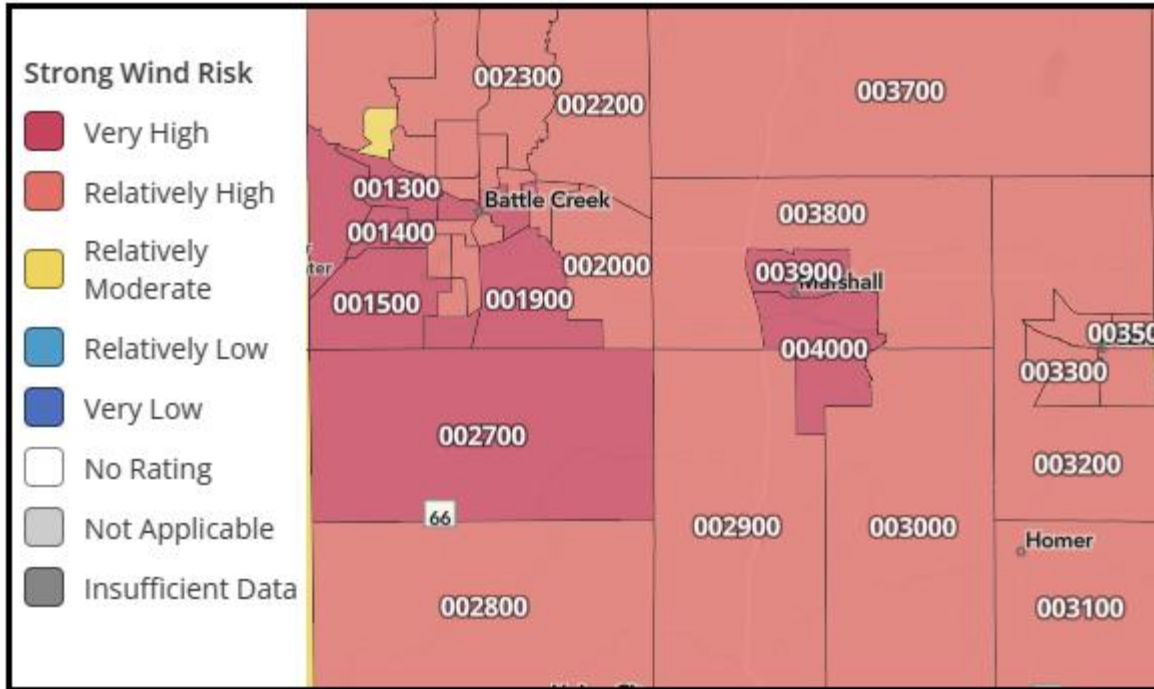 Strong Wind Risk
Very High
Relatively High
Relatively
Moderate
Relatively Low
Very Low
No Rating
Not Applicable
Insufficient Data
002300
002200
003700
001300
Battle Creek
003800
001400
002000
003900
Marshall
001500
001900
00350
004000
003300
002700
003200
66
002900
003000
Homer
002800
003100